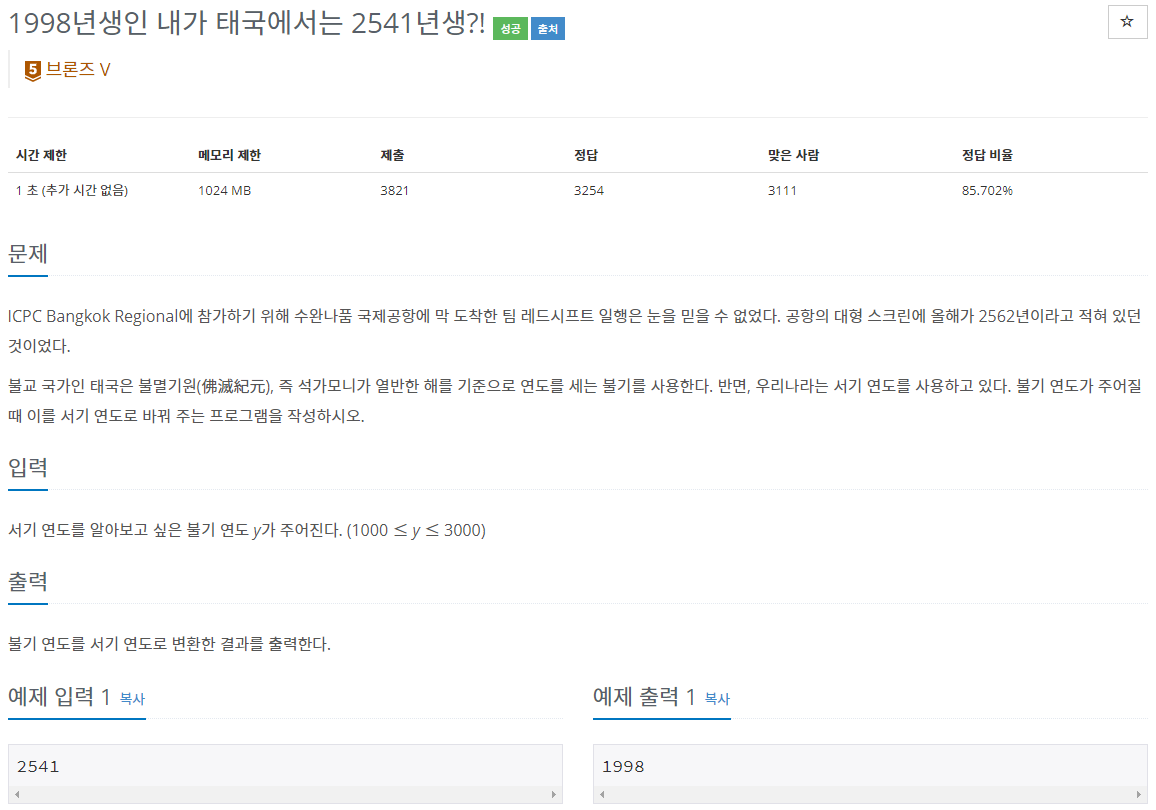 1998년생인 내가 태국에서는 2541년생?! 성공 출처
☆
5 브론즈 V
시간 제한 메모리 제한 제출 정답 맞은 사람 정답 비율
1 초 (추가 시간 없음) 1024 MB 3821 3254 3111 85.702%
문제
ICPC Bangkok Regional에 참가하기 위해 수완나품 국제공항에 막 도착한 팀 레드시프트 일행은 눈을 믿을 수 없었다. 공항의 대형 스크린에 올해가 2562년이라고 적혀 있던
것이었다.
불교 국가인 태국은 불멸기원(佛滅紀元), 즉 석가모니가 열반한 해를 기준으로 연도를 세는 불기를 사용한다. 반면, 우리나라는 서기 연도를 사용하고 있다. 불기 연도가 주어질
때 이를 서기 연도로 바꿔 주는 프로그램을 작성하시오.
입력
서기 연도를 알아보고 싶은 불기 연도 y가 주어진다. (1000 ≤ y ≤ 3000)
출력
불기 연도를 서기 연도로 변환한 결과를 출력한다.
예제 입력 1 복사
2541
예제 출력 1 복사
1998